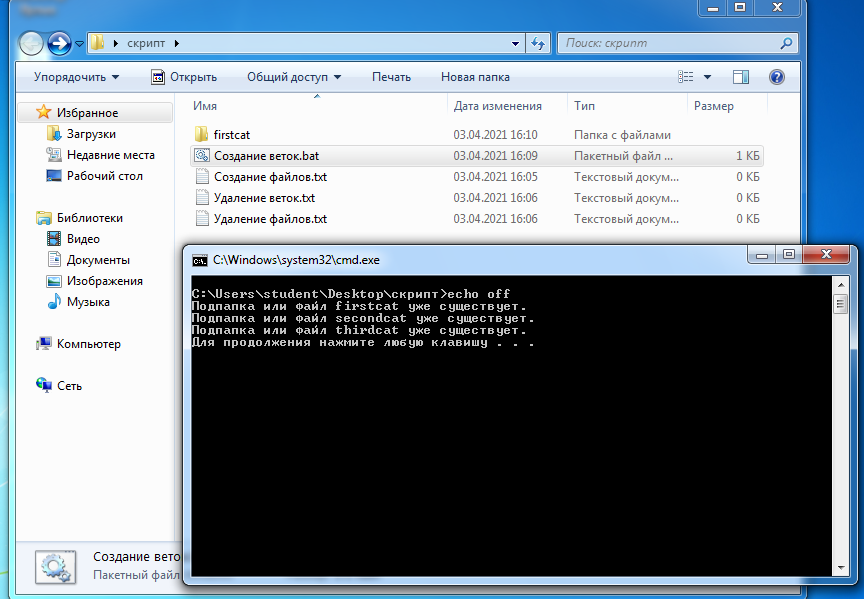 скрипт
Поиск: скрипт
Упорядочить Открыть Общий доступ Печать Новая папка
Имя Дата изменения Тип Размер
Избранное
Загрузки
Недавние места
Рабочий стол
Библиотеки
Видео
Документы
Изображения
Музыка
Компьютер
Сеть
firstcat 03.04.2021 16:10 Папка с файлами
Создание веток.bat 03.04.2021 16:09 Пакетный файл ... 1 КБ
Создание файлов.txt 03.04.2021 16:05 Текстовый докум... 0 КБ
Удаление веток.txt 03.04.2021 16:06 Текстовый докум... 0 КБ
Удаление файлов.txt 03.04.2021 16:06 Текстовый докум... 0 КБ
C:\Windows\system32\cmd.exe
C:\Users\student\Desktop\скрипт>echo off
Подпапка или файл firstcat уже существует.
Подпапка или файл secondcat уже существует.
Подпапка или файл thirdcat уже существует.
Для продолжения нажмите любую клавишу . . .
Создание вето
Пакетный файл